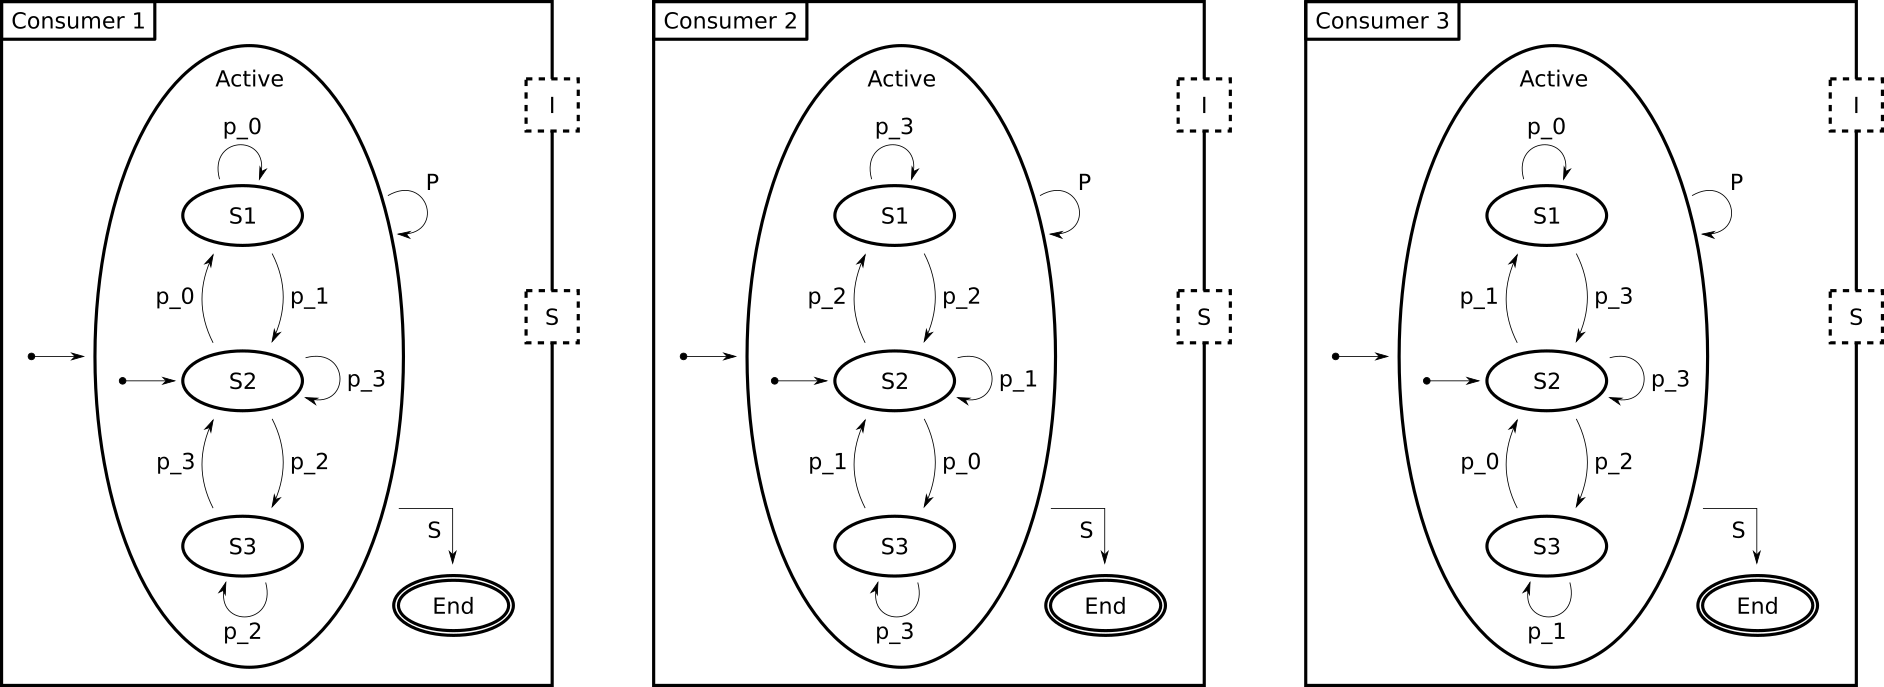 Consumer 1
Active
p_0
I
P
S1
p_0
p_1
S
S2
p_3
p_3
p_2
S
S3
End
p_2
Consumer 2
Active
p_3
I
P
S1
p_2
p_2
S
S2
p_1
p_1
p_0
S
S3
End
p_3
Consumer 3
Active
p_0
I
P
S1
p_1
p_3
S
S2
p_3
p_0
p_2
S
S3
End
p_1